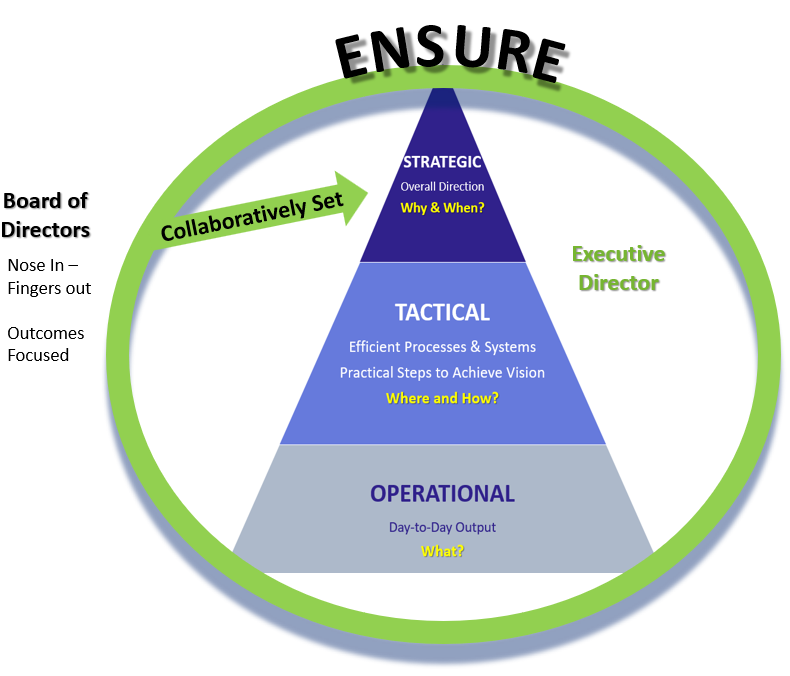 ENSURE
Board of
Directors
Nose In –
Fingers out
Outcomes
Focused
Collaboratively Set
STRATEGIC
Overall Direction
Why & When?
Executive
Director
TACTICAL
Efficient Processes & Systems
Practical Steps to Achieve Vision
Where and How?
OPERATIONAL
Day-to-Day Output
What?